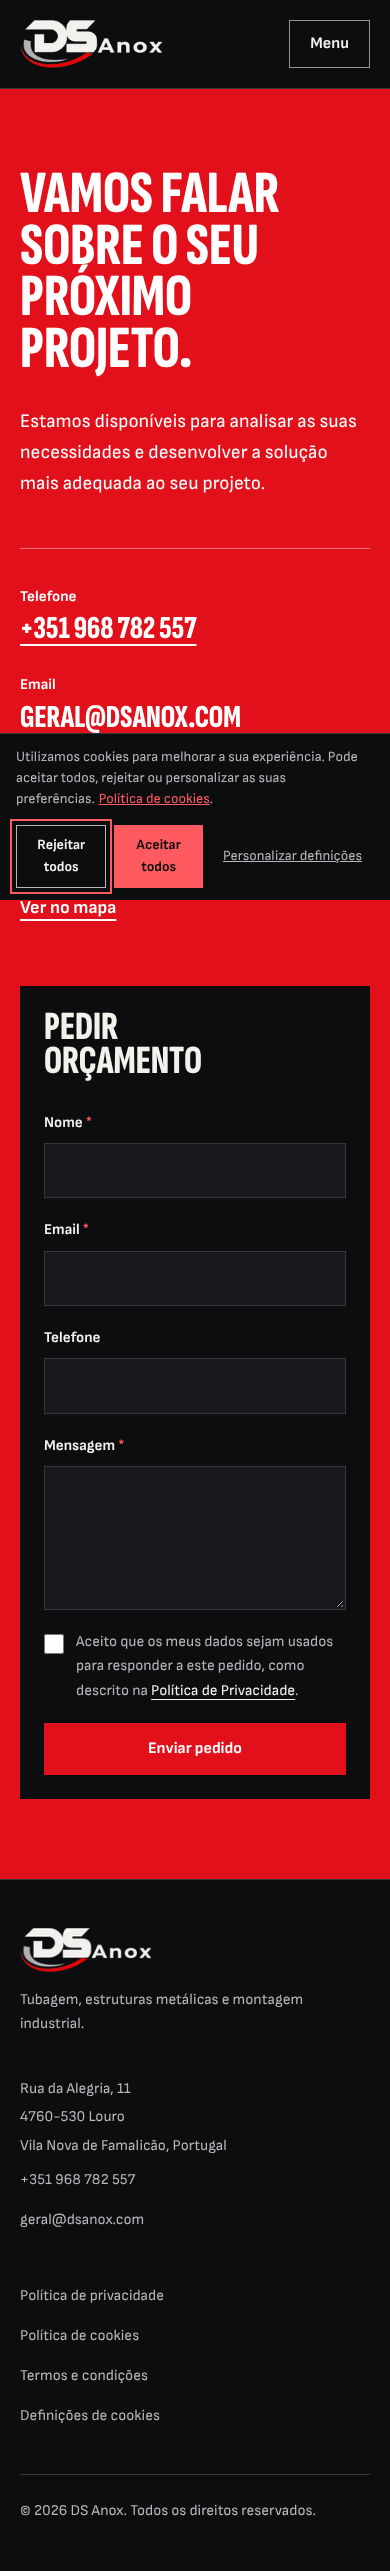 DS Anox
Menu
VAMOS FALAR
SOBRE O SEU
PRÓXIMO
PROJETO.
Estamos disponíveis para analisar as suas
necessidades e desenvolver a solução
mais adequada ao seu projeto.
Telefone
+351 968 782 557
Email
GERAL@DSANOX.COM
Utilizamos cookies para melhorar a sua experiência. Pode
aceitar todos, rejeitar ou personalizar as suas
preferências. Política de cookies.
Rejeitar
todos
Aceitar
todos
Personalizar definições
Ver no mapa
PEDIR
ORÇAMENTO
Nome *
Email *
Telefone
Mensagem *
Aceito que os meus dados sejam usados
para responder a este pedido, como
descrito na Política de Privacidade.
Enviar pedido
DS Anox
Tubagem, estruturas metálicas e montagem
industrial.
Rua da Alegria, 11
4760-530 Louro
Vila Nova de Famalicão, Portugal
+351 968 782 557
geral@dsanox.com
Política de privacidade
Política de cookies
Termos e condições
Definições de cookies
© 2026 DS Anox. Todos os direitos reservados.